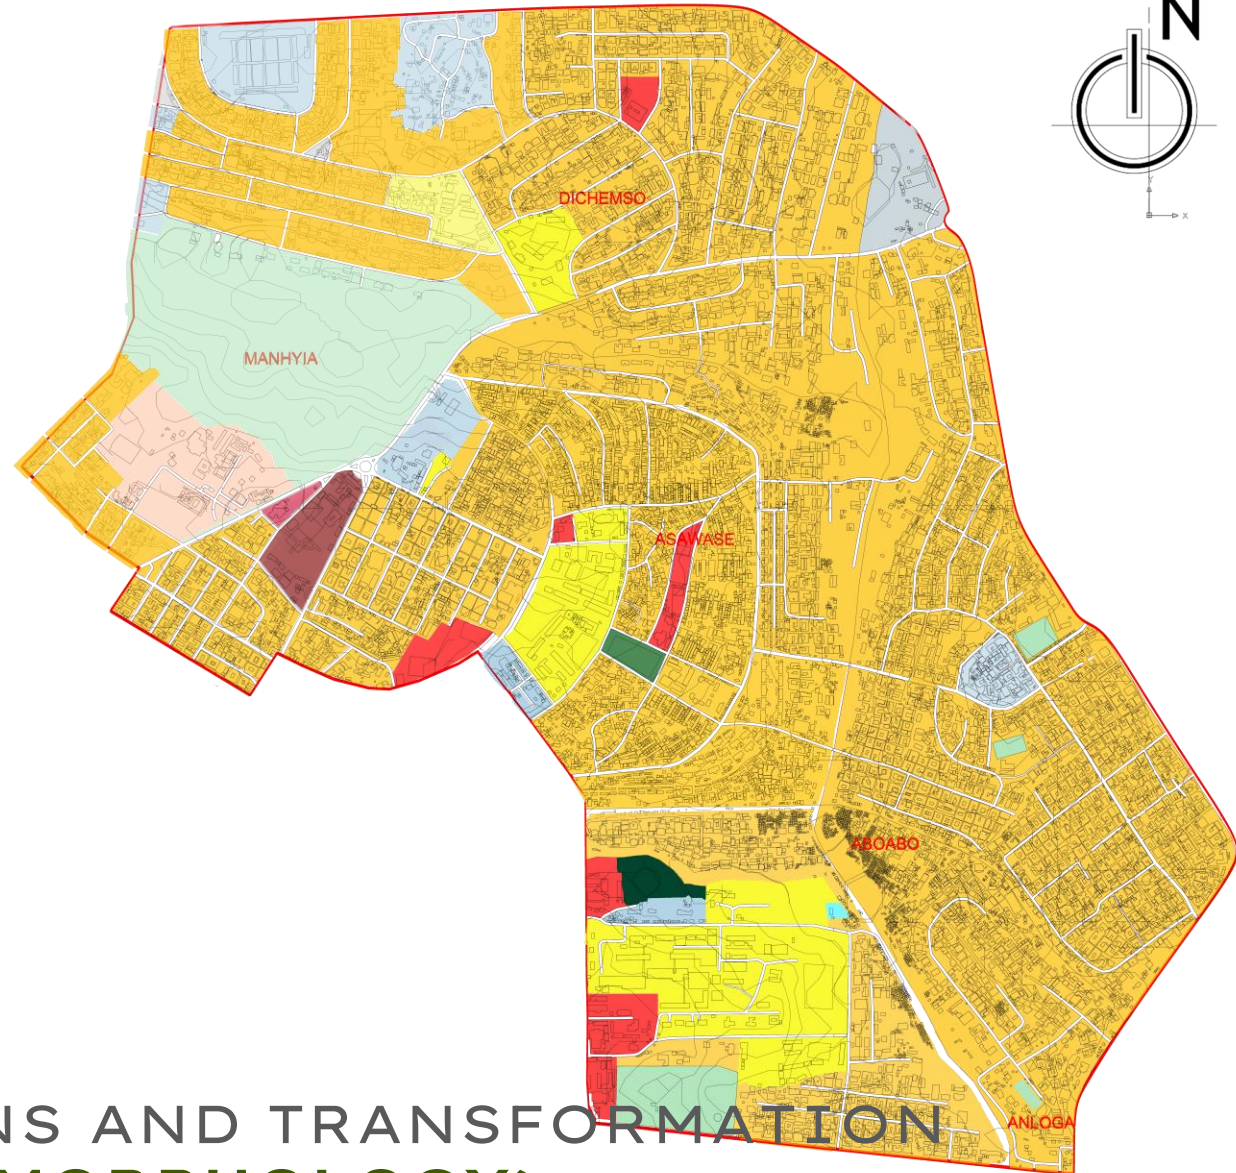 N
X
DICHEMSO
MANHYIA
ASAWASE
ABOABO
ANLOGA
NS AND TRANSFORMATION